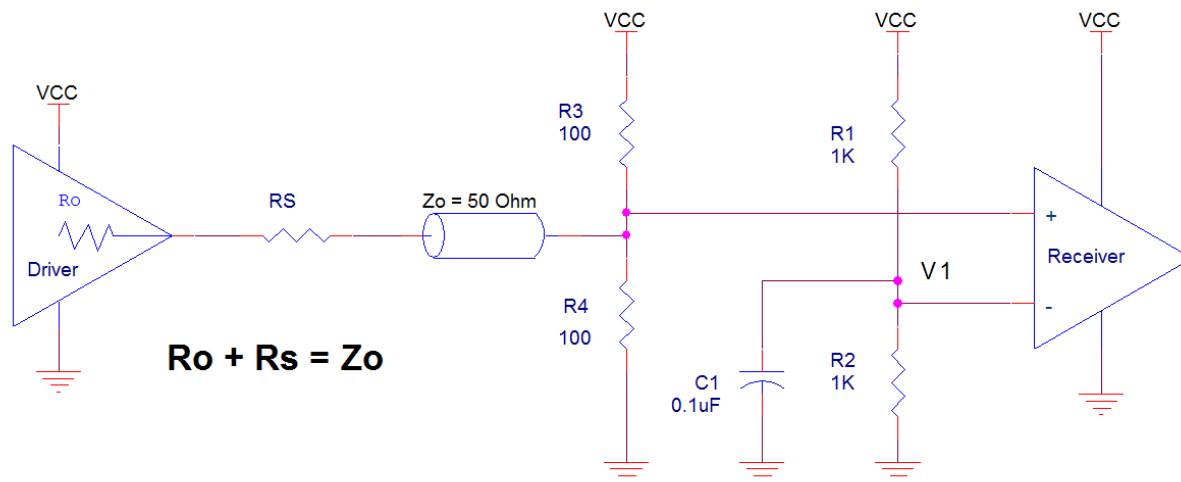 VCC
Ro
Driver
RS
Zo = 50 Ohm
VCC
R3
100
R4
100
VCC
R1
1K
V1
R2
1K
C1
0.1uF
VCC
+
Receiver
-
Ro + Rs = Zo